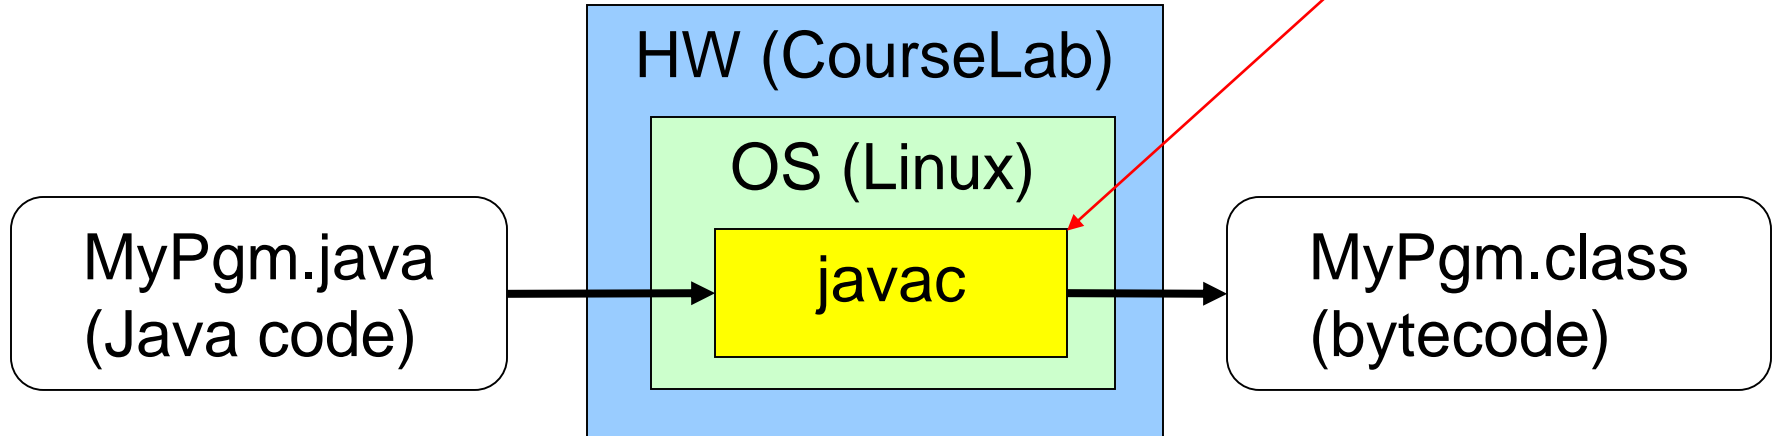 HW (CourseLab)
OS (Linux)
MyPgm.java
(Java code)
javac
MyPgm.class
(bytecode)